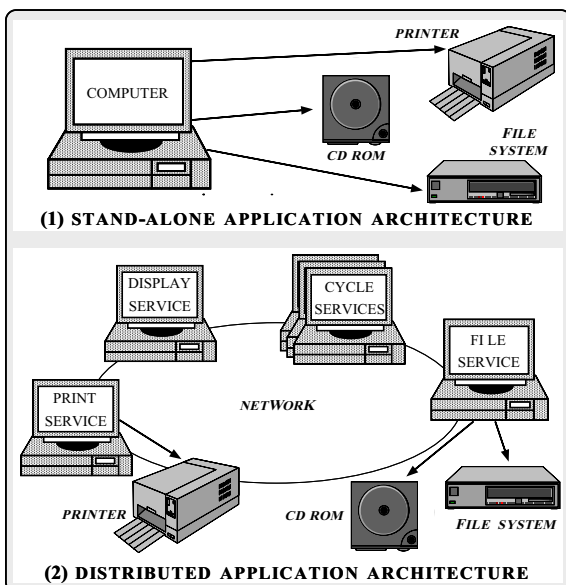 PRINTER
COMPUTER
CD ROM
FILE
SYSTEM
(1) STAND-ALONE APPLICATION ARCHITECTURE
DISPLAY
SERVICE
CYCLE
SERVICES
FI LE
SERVICE
PRINT
SERVICE
NETWORK
PRINTER
CD ROM
FILE SYSTEM
(2) DISTRIBUTED APPLICATION ARCHITECTURE